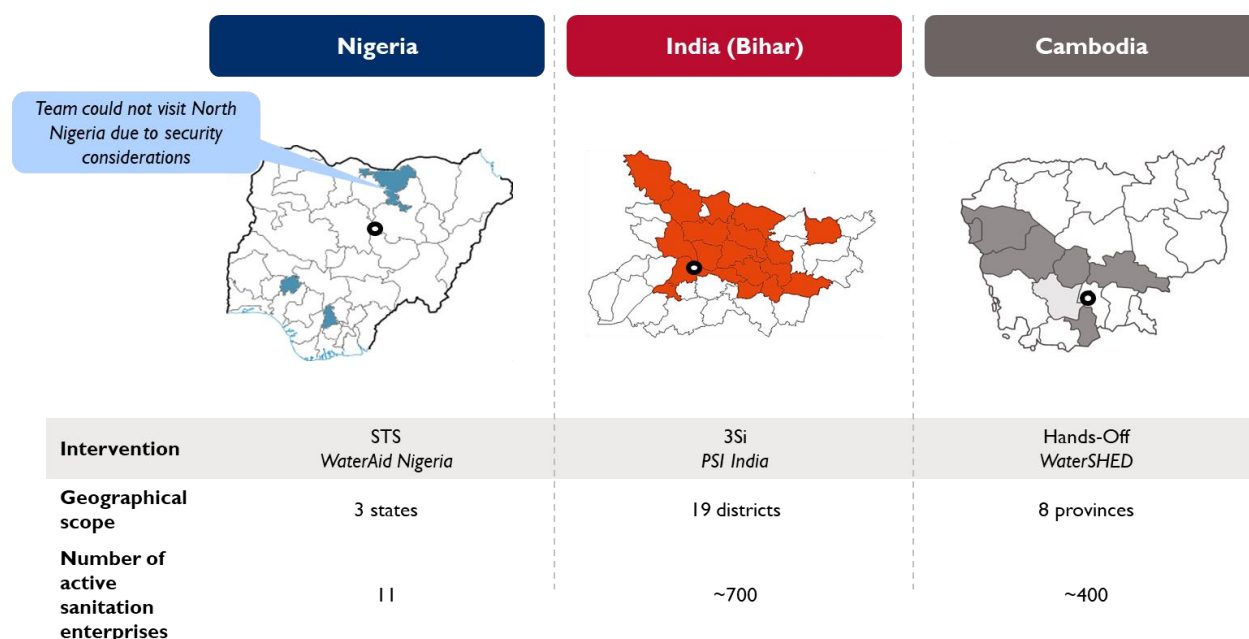 Nigeria
India (Bihar)
Cambodia
Team could not visit North
Nigeria due to security
considerations
Intervention
STS
WaterAid Nigeria
3Si
PSI India
Hands-Off
WaterSHED
Geographical
scope
3 states
19 districts
8 provinces
Number of
active
sanitation
enterprises
11
~700
~400